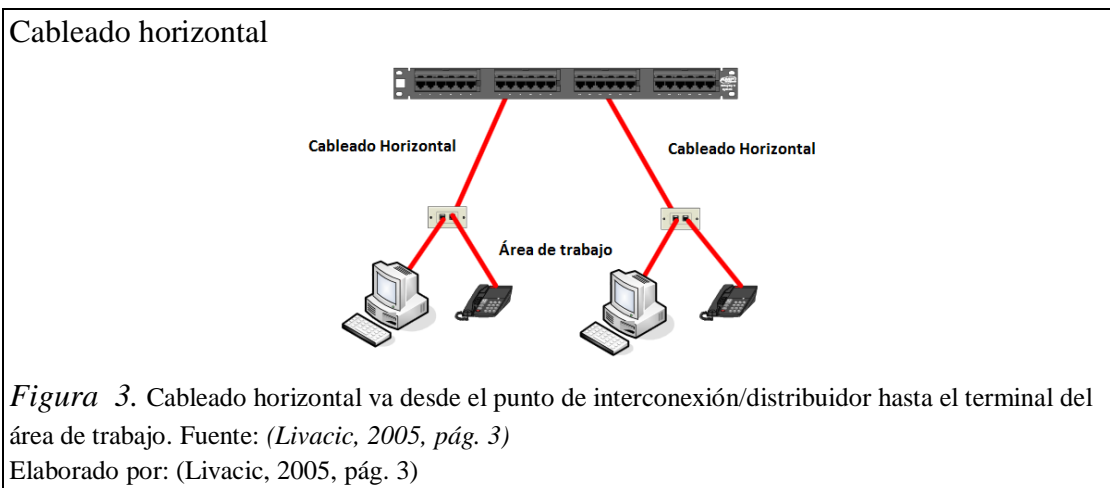 Cableado horizontal
Cableado Horizontal
Cableado Horizontal
Área de trabajo
Figura 3. Cableado horizontal va desde el punto de interconexión/distribuidor hasta el terminal del
área de trabajo. Fuente: (Livacic, 2005, pág. 3)
Elaborado por: (Livacic, 2005, pág. 3)